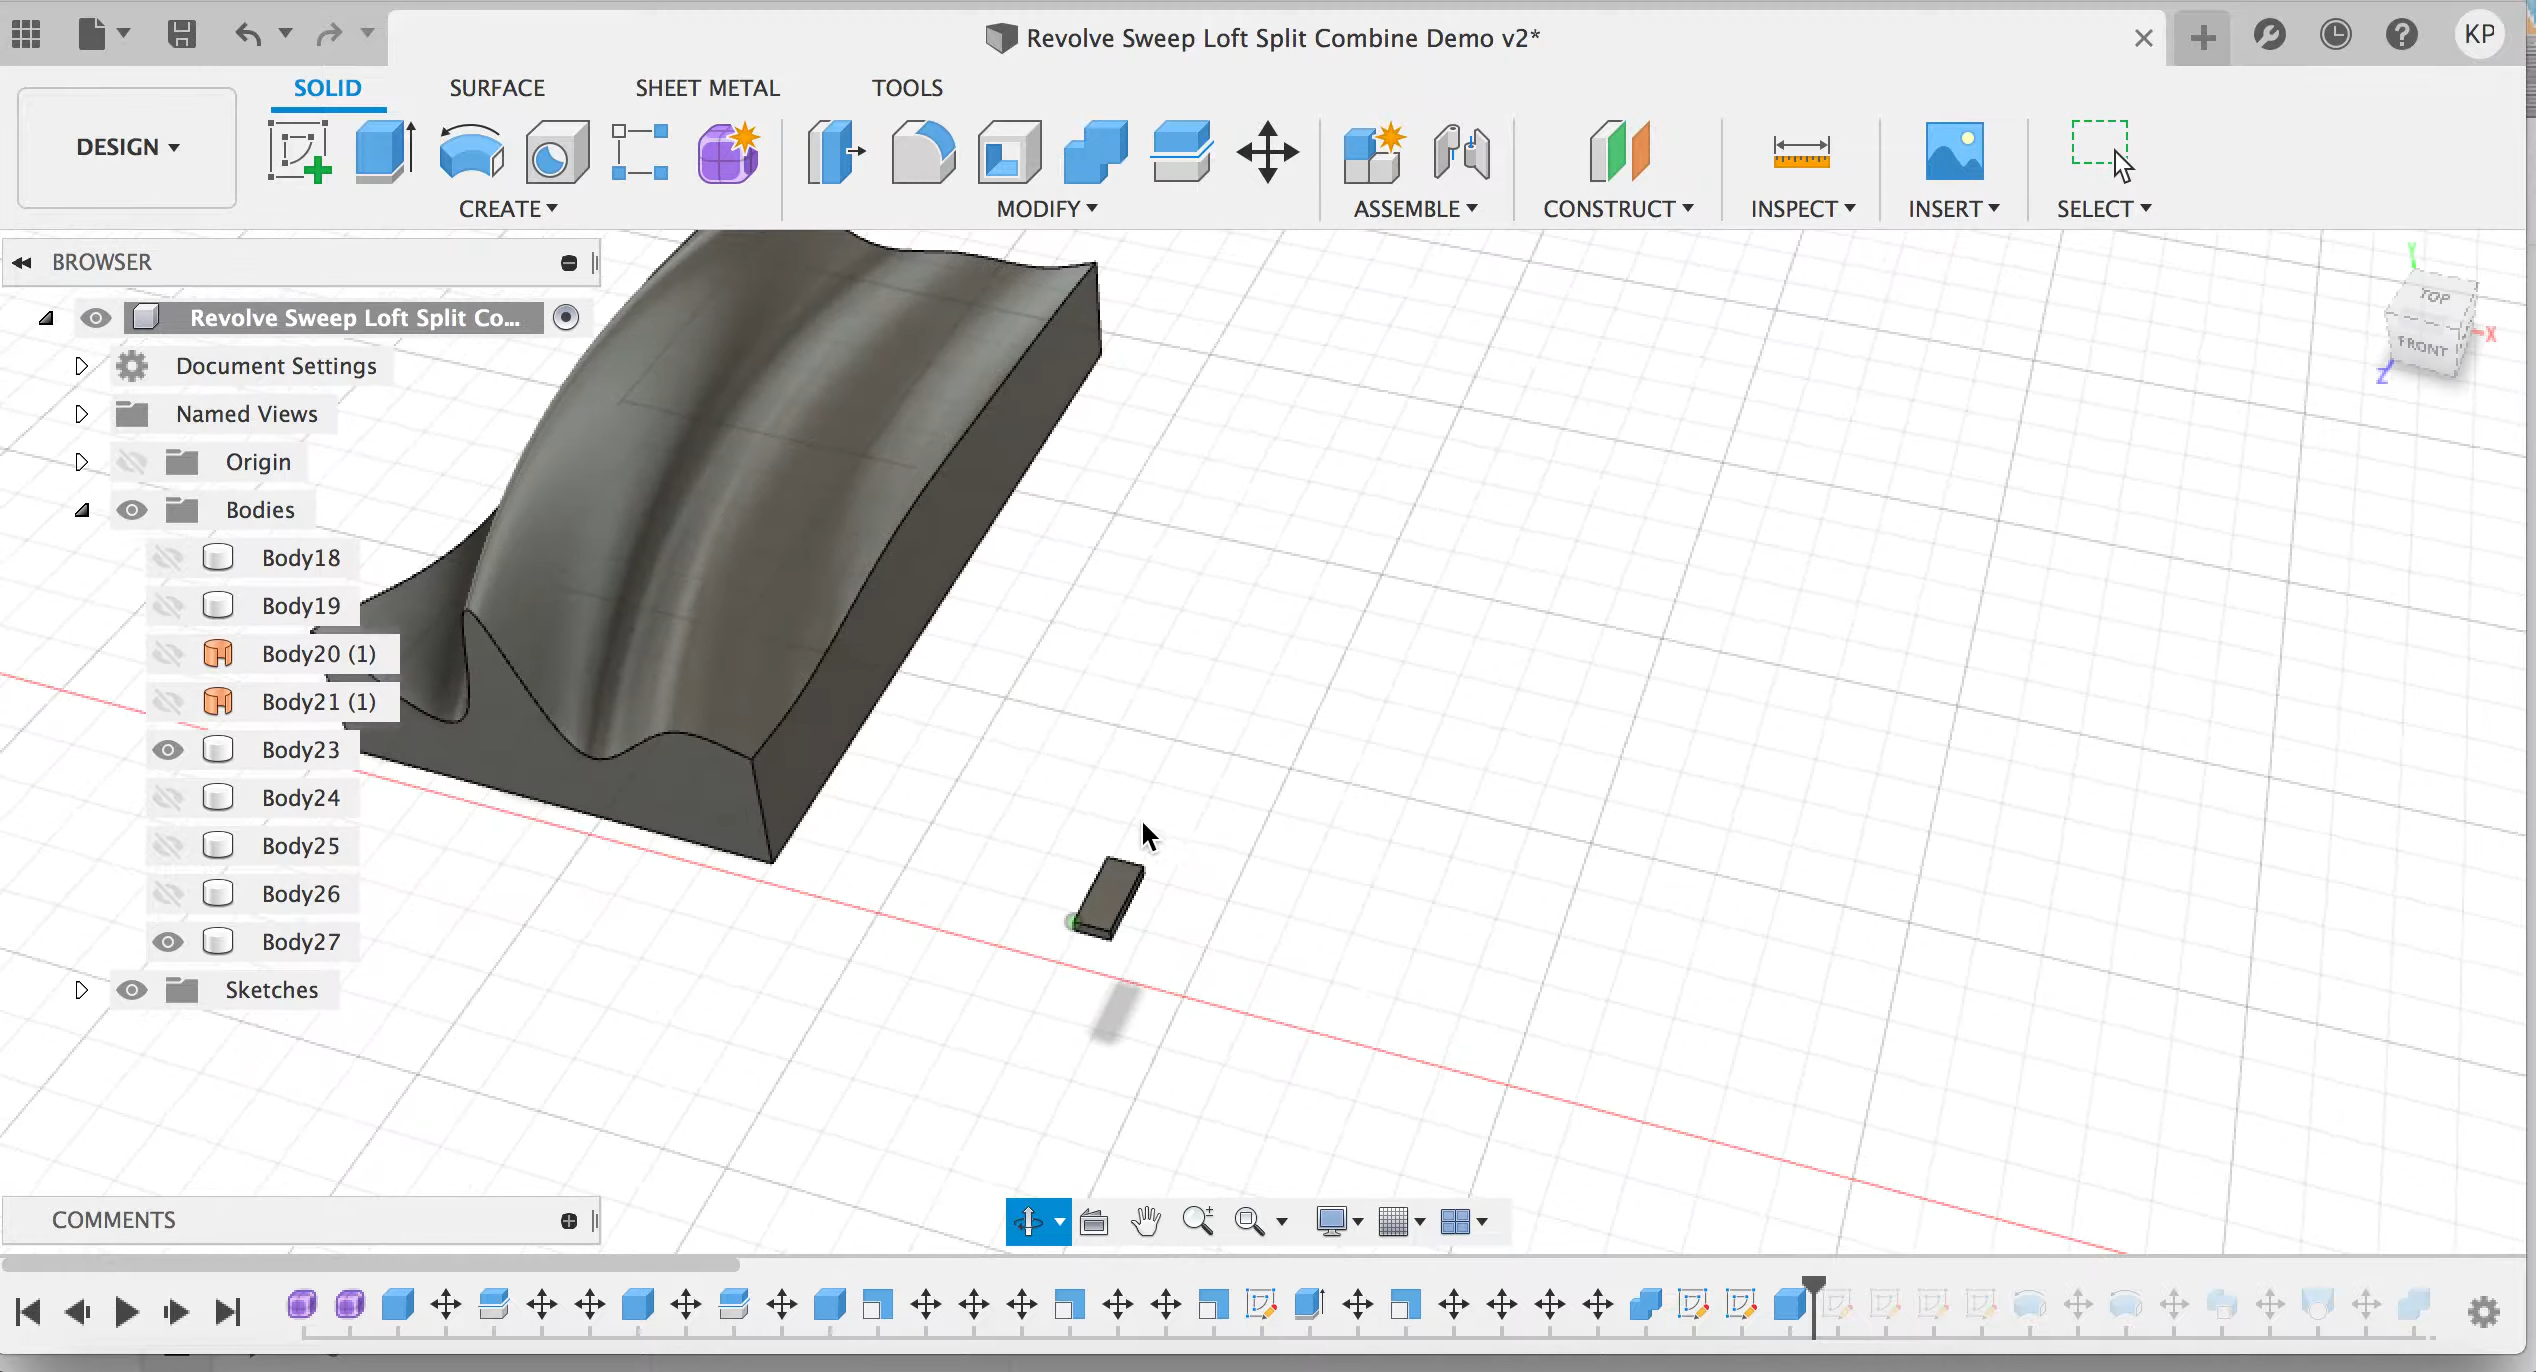 Revolve Sweep Loft Split Combine Demo v2*
KP
SOLID
SURFACE
SHEET METAL
TOOLS
DESIGN
CREATE
MODIFY
ASSEMBLE
CONSTRUCT
INSPECT
INSERT
SELECT
BROWSER
Revolve Sweep Loft Split Co...
Document Settings
Named Views
Origin
Bodies
Body18
Body19
Body20 (1)
Body21 (1)
Body23
Body24
Body25
Body26
Body27
Sketches
Y
TOP
FRONT
X
Z
COMMENTS